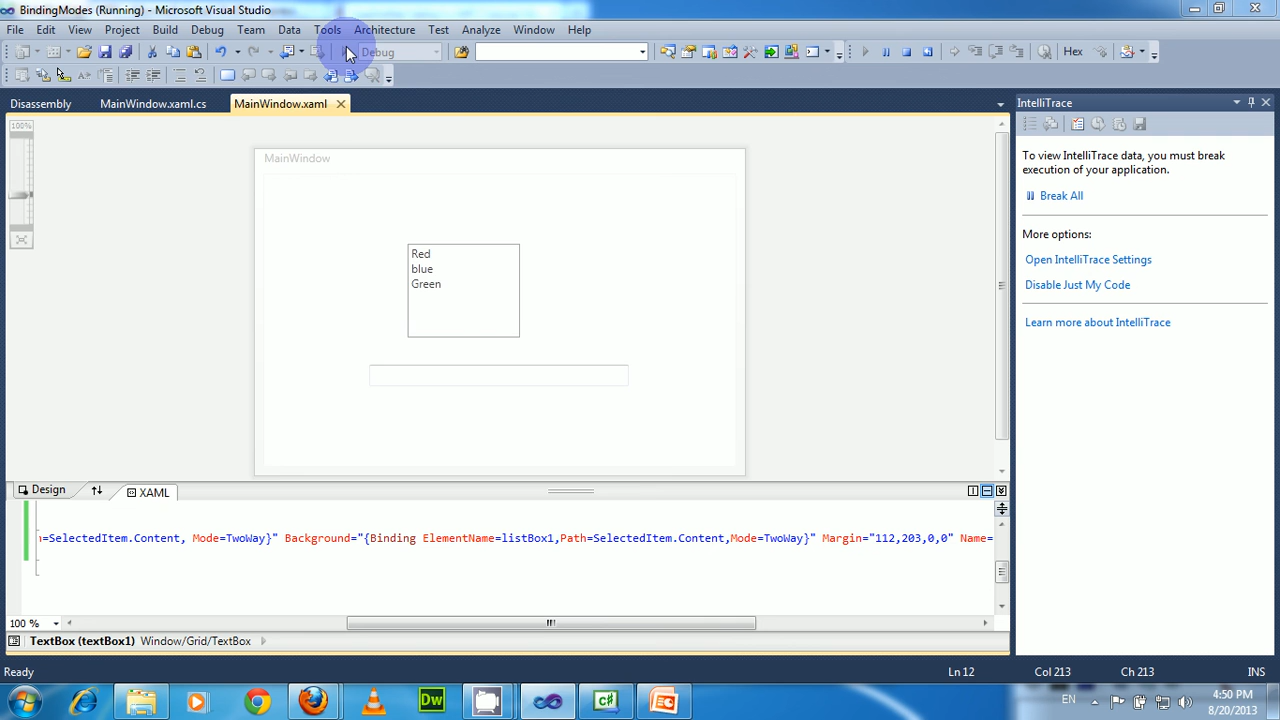 BindingModes (Running) - Microsoft Visual Studio
File Edit View Project Build Debug Team Data Tools Architecture Test Analyze Window Help
Debug Hex
Disassembly MainWindow.xaml.cs MainWindow.xaml
IntelliTrace
100%
MainWindow
To view IntelliTrace data, you must break
execution of your application.
Break All
More options:
Open IntelliTrace Settings
Disable Just My Code
Learn more about IntelliTrace
Red
blue
Green
Design XAML
=SelectedItem.Content, Mode=TwoWay}" Background="{Binding ElementName=listBox1,Path=SelectedItem.Content,Mode=TwoWay}" Margin="112,203,0,0" Name=
100 %
TextBox (textBox1) Window/Grid/TextBox
Ready Ln 12 Col 213 Ch 213 INS
Dw C# EN 4:50 PM
8/20/2013